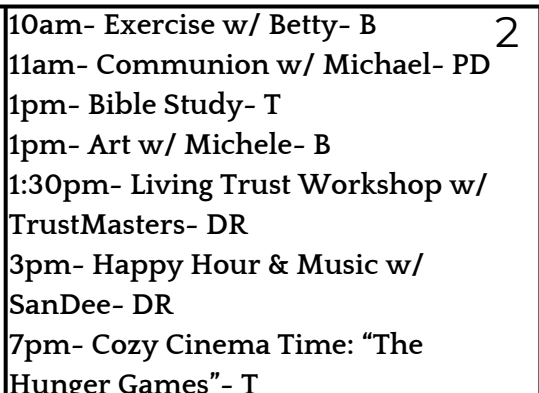 10am- Exercise w/ Betty- B
2
11am- Communion w/ Michael- PD
1pm- Bible Study- T
1pm- Art w/ Michele- B
1:30pm- Living Trust Workshop w/
TrustMasters- DR
3pm- Happy Hour & Music w/
SanDee- DR
7pm- Cozy Cinema Time: “The
Hunger Games”- T